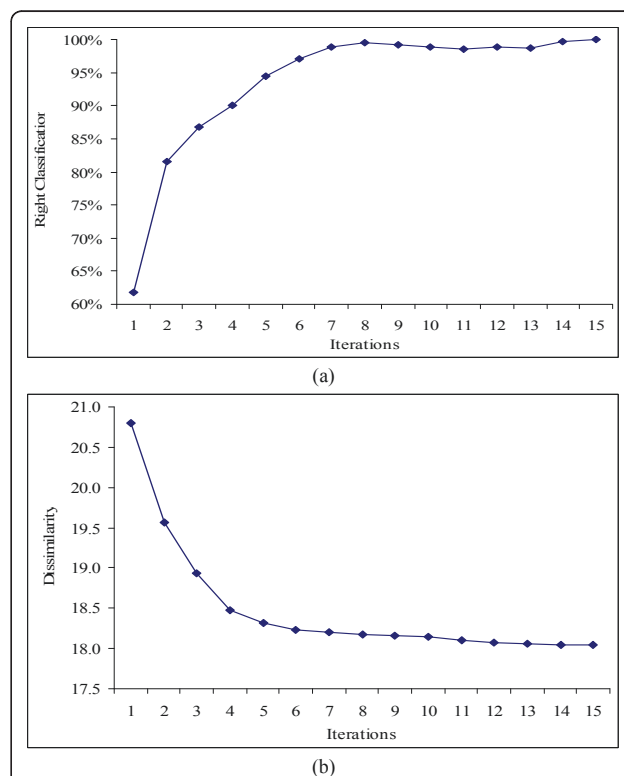 100%
95%
90%
85%
80%
75%
70%
65%
60%
Right Classification
1 2 3 4 5 6 7 8 9 10 11 12 13 14 15
Iterations
(a)
21.0
20.5
20.0
19.5
19.0
18.5
18.0
17.5
Dissimilarity
1 2 3 4 5 6 7 8 9 10 11 12 13 14 15
Iterations
(b)